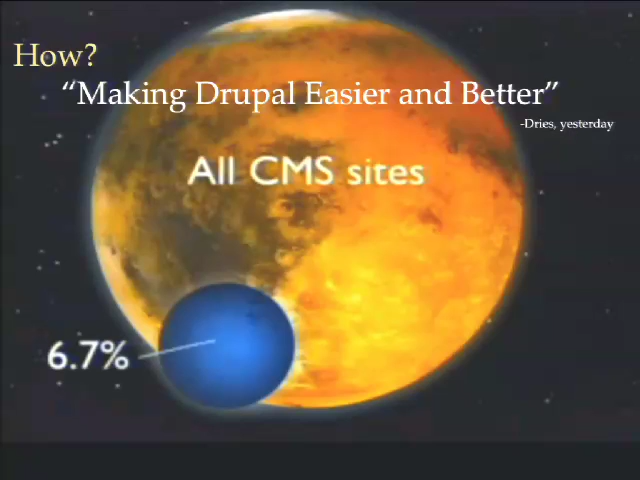 How?
“Making Drupal Easier and Better”
-Dries, yesterday
All CMS sites
6.7%